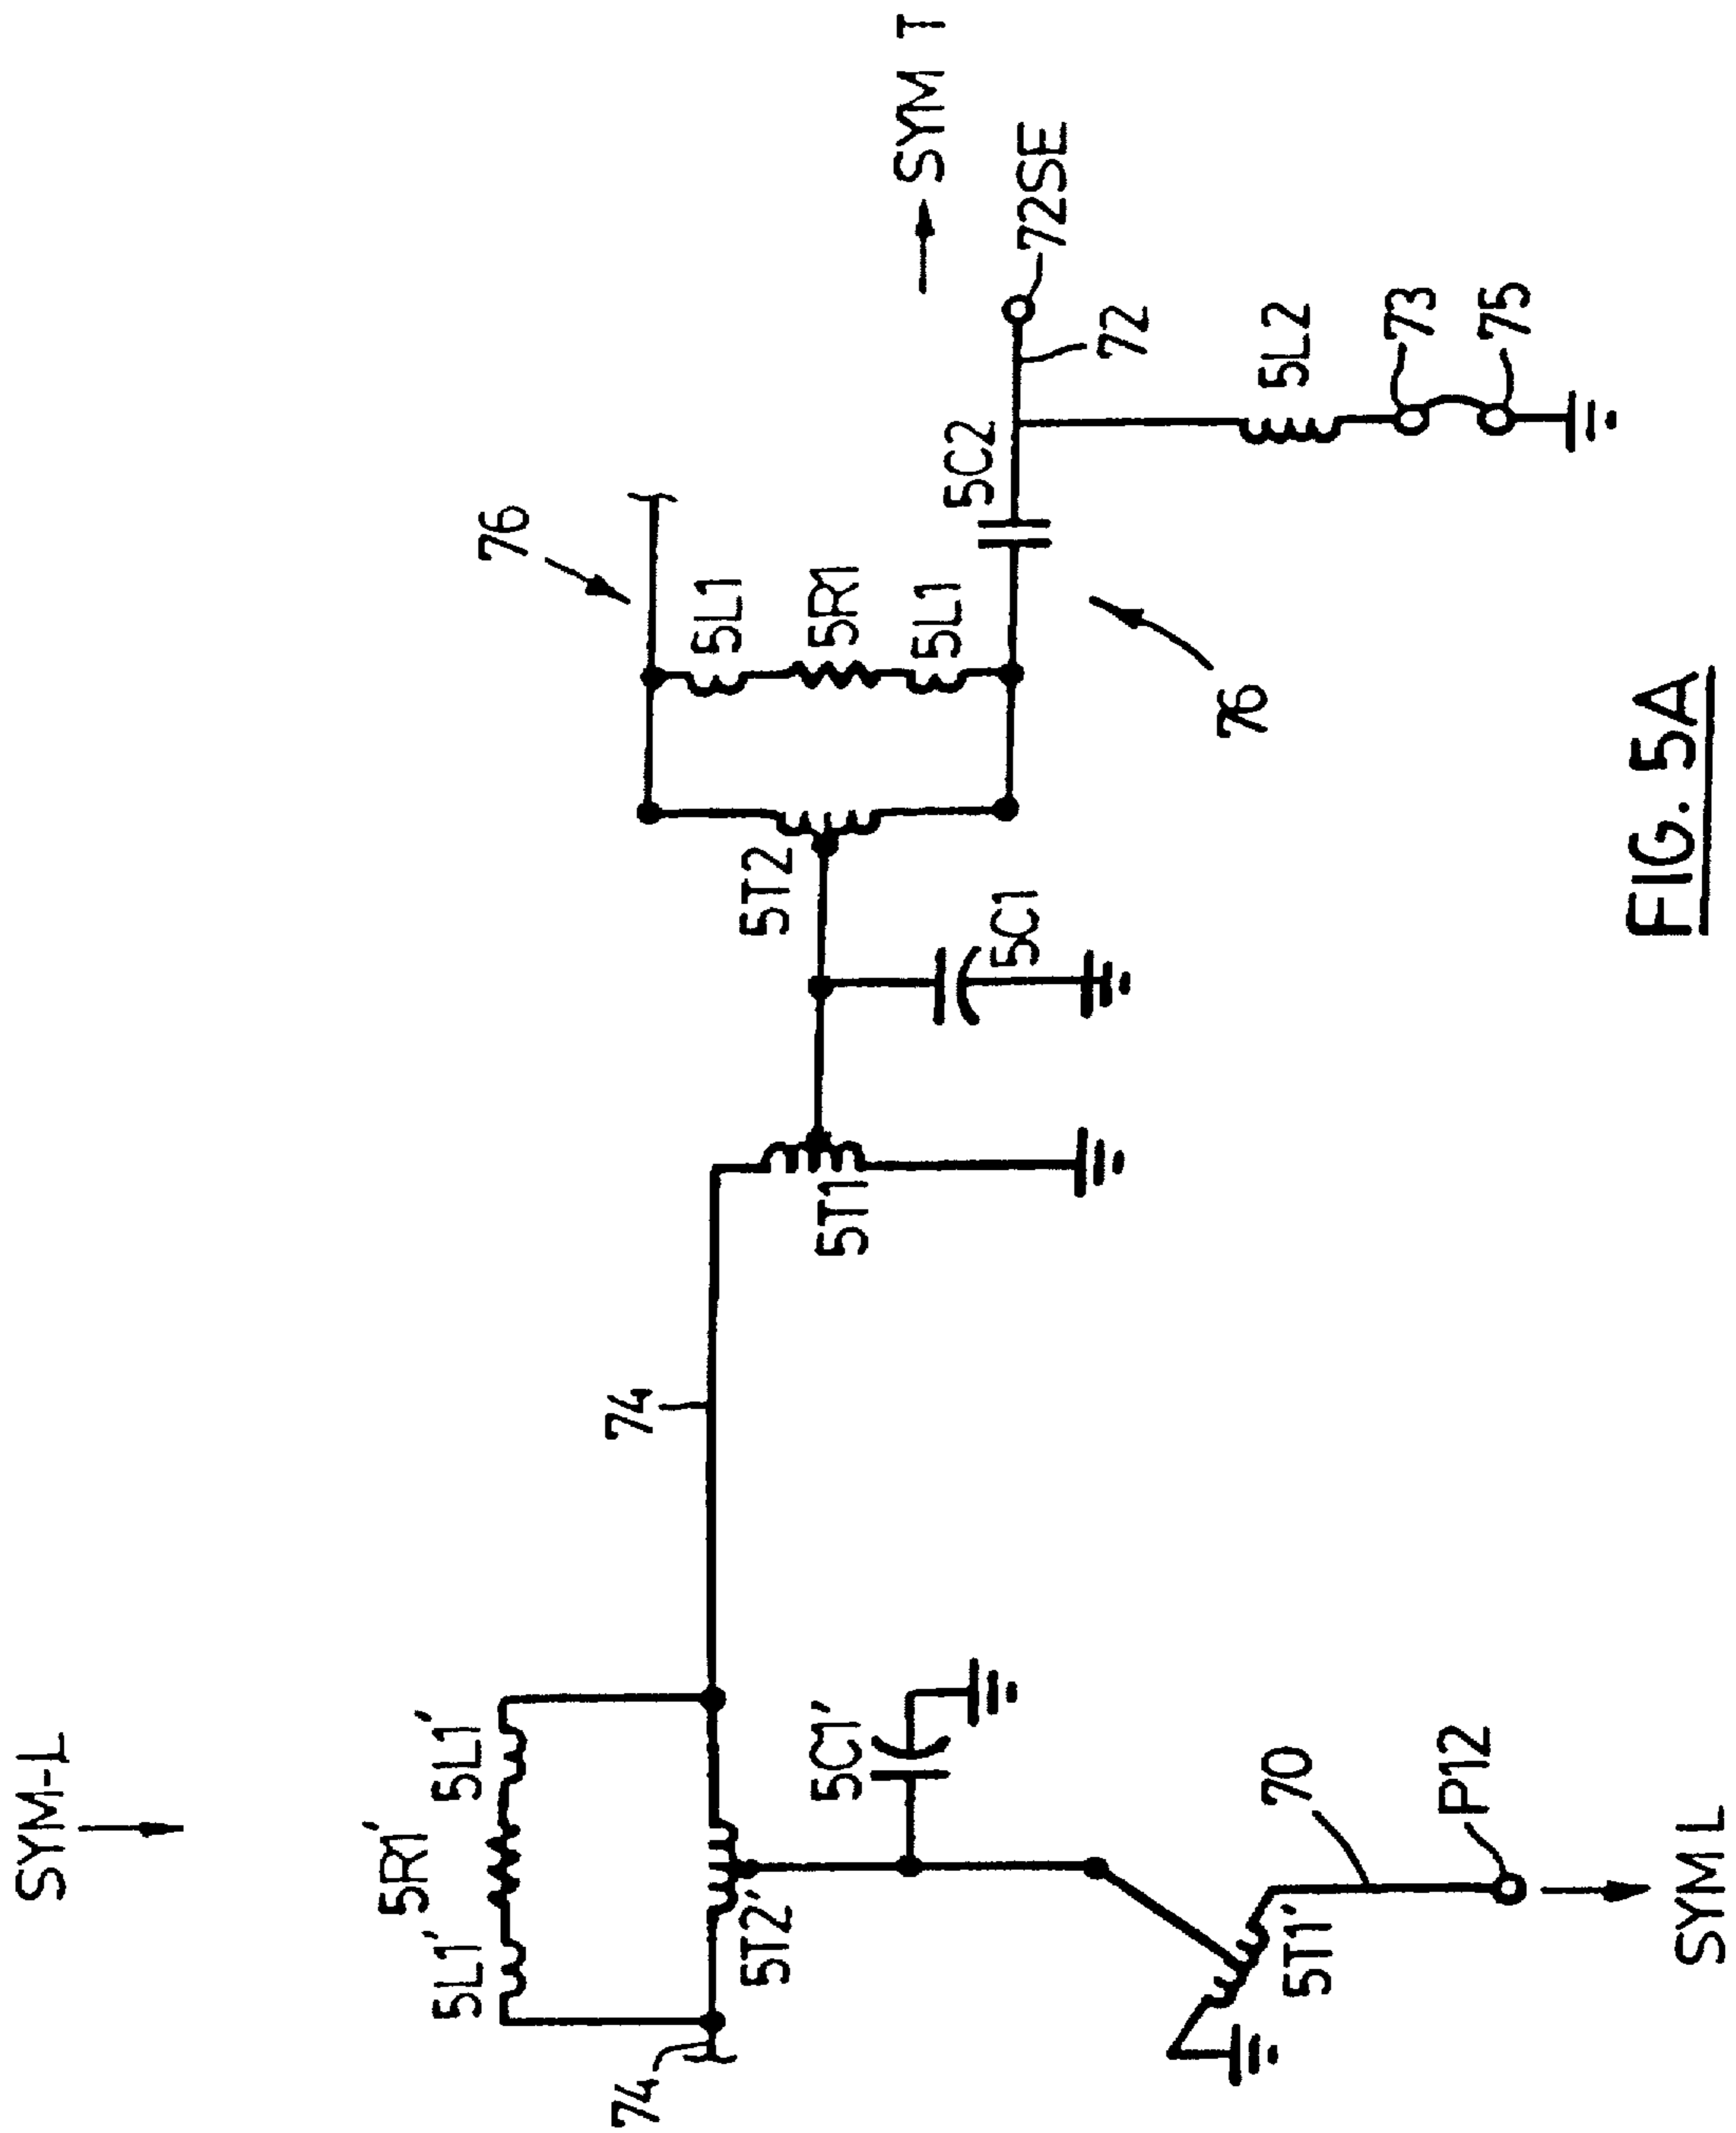 SYM-L
SYM T
76
5L1'
5R1'
5L1'
74
74
5T2'
5C1'
5T1
5T2
5C1
5L1
5R1
5L1
5C2
76
72SE
72
5L2
73
75
70
P12
5T1'
SYM L
FIG. 5A